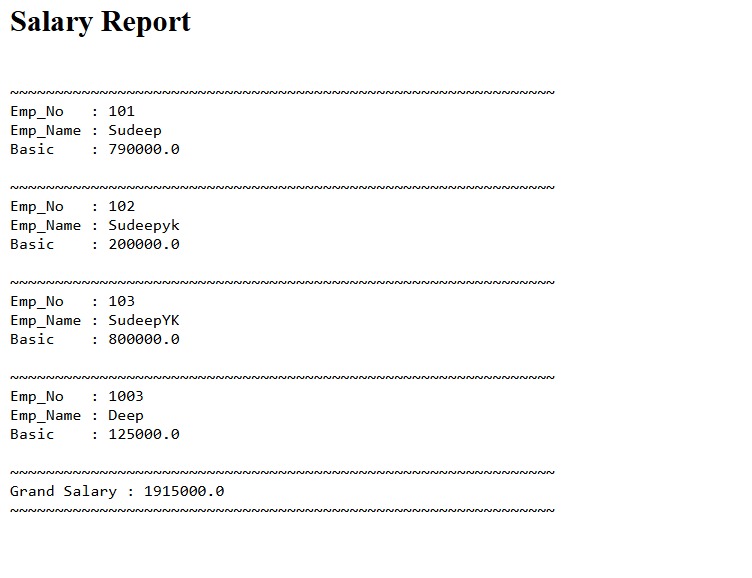 Salary Report
~~~~~~~~~~~~~~~~~~~~~~~~~~~~~~~~~~~~~~~~~~~~~~~~~~~~~~~~~~~~~
Emp_No   : 101
Emp_Name : Sudeep
Basic    : 790000.0
~~~~~~~~~~~~~~~~~~~~~~~~~~~~~~~~~~~~~~~~~~~~~~~~~~~~~~~~~~~~~
Emp_No   : 102
Emp_Name : Sudeepyk
Basic    : 200000.0
~~~~~~~~~~~~~~~~~~~~~~~~~~~~~~~~~~~~~~~~~~~~~~~~~~~~~~~~~~~~~
Emp_No   : 103
Emp_Name : SudeepYK
Basic    : 800000.0
~~~~~~~~~~~~~~~~~~~~~~~~~~~~~~~~~~~~~~~~~~~~~~~~~~~~~~~~~~~~~
Emp_No   : 1003
Emp_Name : Deep
Basic    : 125000.0
~~~~~~~~~~~~~~~~~~~~~~~~~~~~~~~~~~~~~~~~~~~~~~~~~~~~~~~~~~~~~
Grand Salary : 1915000.0
~~~~~~~~~~~~~~~~~~~~~~~~~~~~~~~~~~~~~~~~~~~~~~~~~~~~~~~~~~~~~